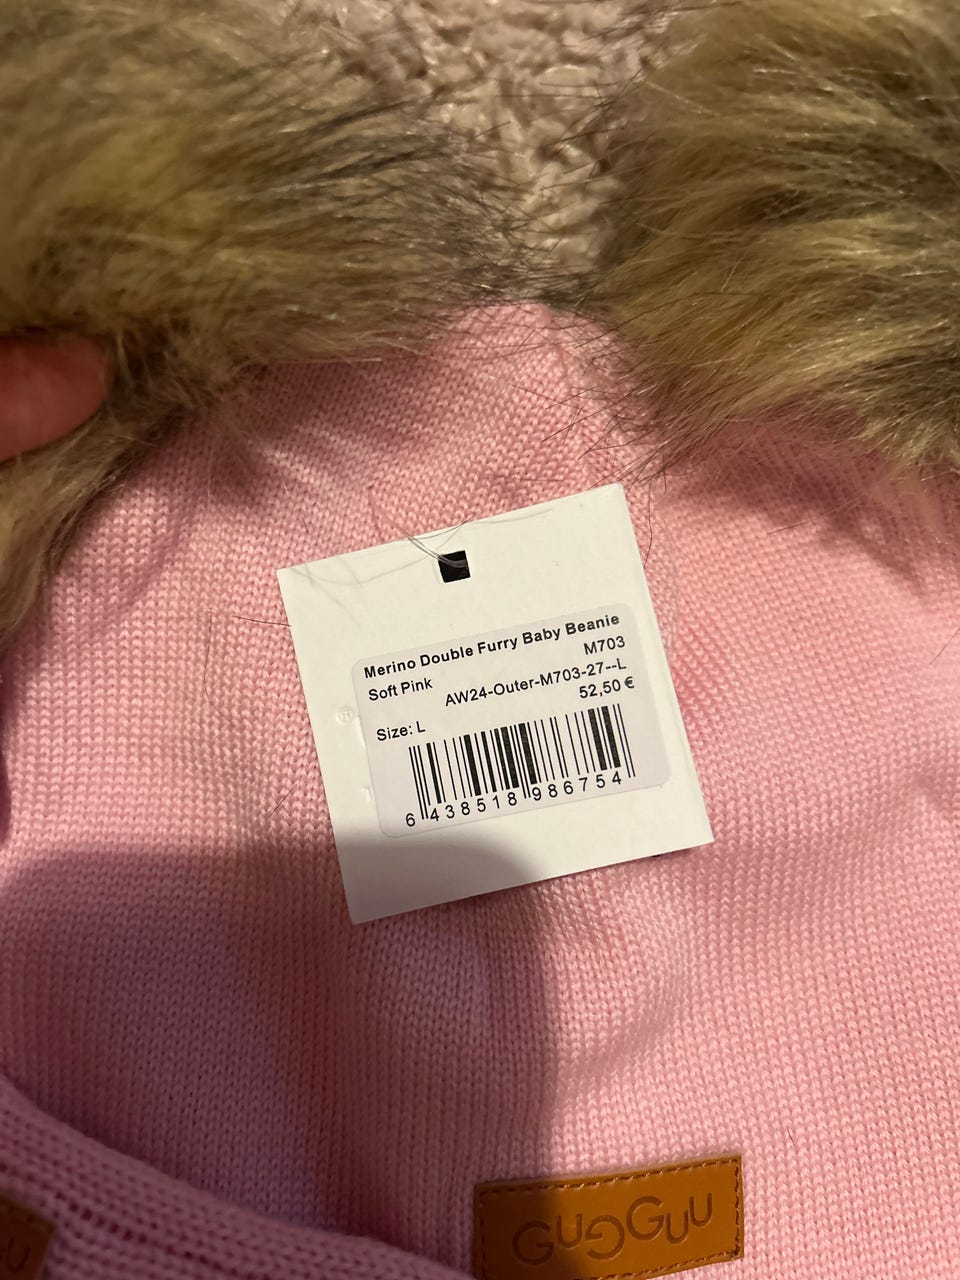 Merino Double Furry Baby Beanie
M703
Soft Pink
AW24-Outer-M703-27--L
52,50 €
Size: L
6 438518 986754
GUGGUU